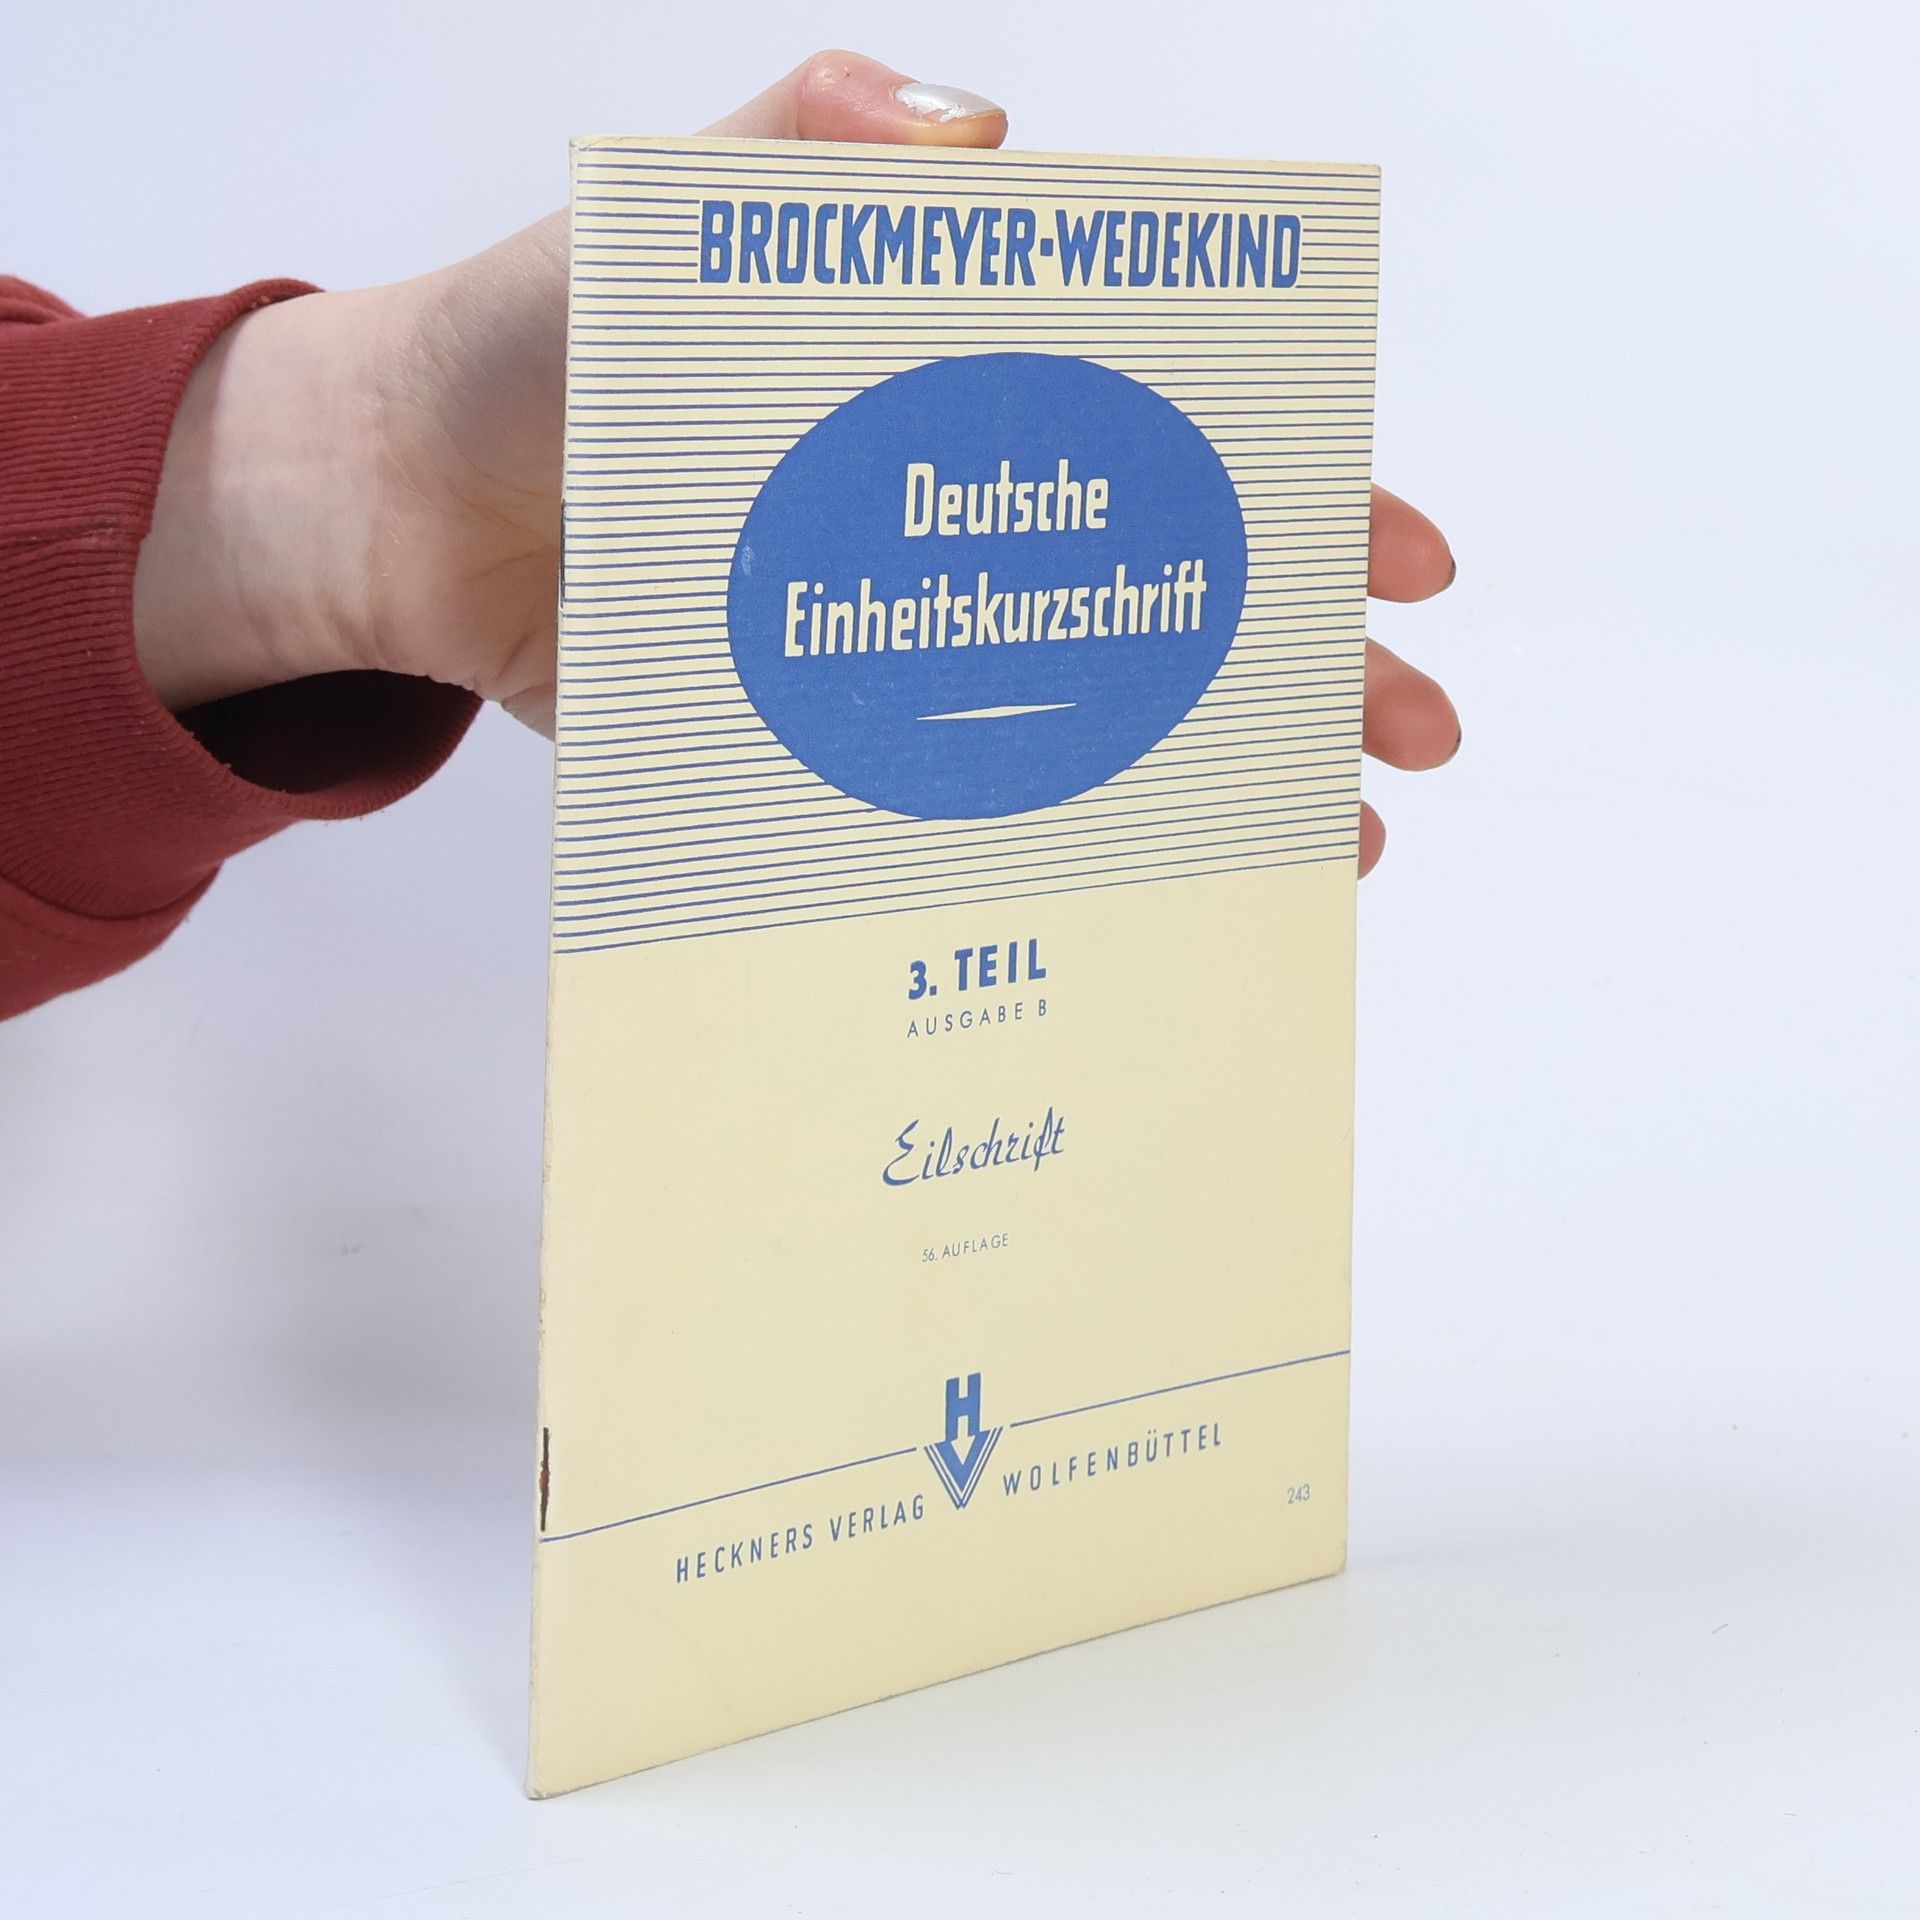 BROCKMEYER-WEDEKIND
Deutsche
Einheitskurzschrift
3. TEIL
AUSGABE B
Eilschrift
56. AUFLAGE
H
HECKNERS VERLAG WOLFENBÜTTEL
243